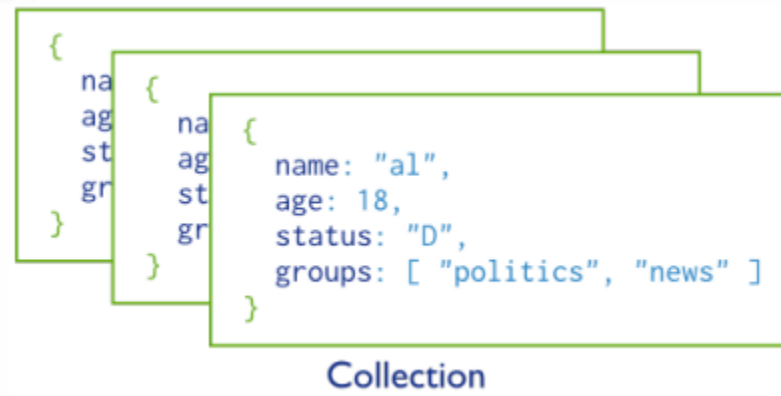 {
na
ag
st
gr
}
{
na
ag
st
gr
}
{
name: "al",
age: 18,
status: "D",
groups: [ "politics", "news" ]
}
Collection